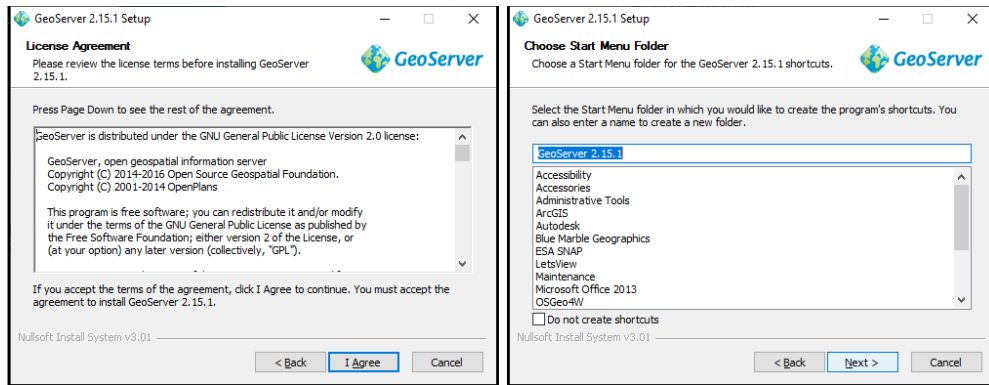 GeoServer 2.15.1 Setup
License Agreement
Please review the license terms before installing GeoServer
2.15.1.
GeoServer
Press Page Down to see the rest of the agreement.
GeoServer is distributed under the GNU General Public License Version 2.0 license:
GeoServer, open geospatial information server
Copyright (C) 2014-2016 Open Source Geospatial Foundation.
Copyright (C) 2001-2014 OpenPlans
This program is free software; you can redistribute it and/or modify
it under the terms of the GNU General Public License as published by
the Free Software Foundation; either version 2 of the License, or
(at your option) any later version (collectively, "GPL").
If you accept the terms of the agreement, click I Agree to continue. You must accept the
agreement to install GeoServer 2.15.1.
Nullsoft Install System v3.01
< Back
I Agree
Cancel
GeoServer 2.15.1 Setup
Choose Start Menu Folder
Choose a Start Menu folder for the GeoServer 2.15.1 shortcuts.
GeoServer
Select the Start Menu folder in which you would like to create the program's shortcuts. You
can also enter a name to create a new folder.
GeoServer 2.15.1
Accessibility
Accessories
Administrative Tools
ArcGIS
Autodesk
Blue Marble Geographics
ESA SNAP
LetsView
Maintenance
Microsoft Office 2013
OSGeo4W
Do not create shortcuts
Nullsoft Install System v3.01
< Back
Next >
Cancel